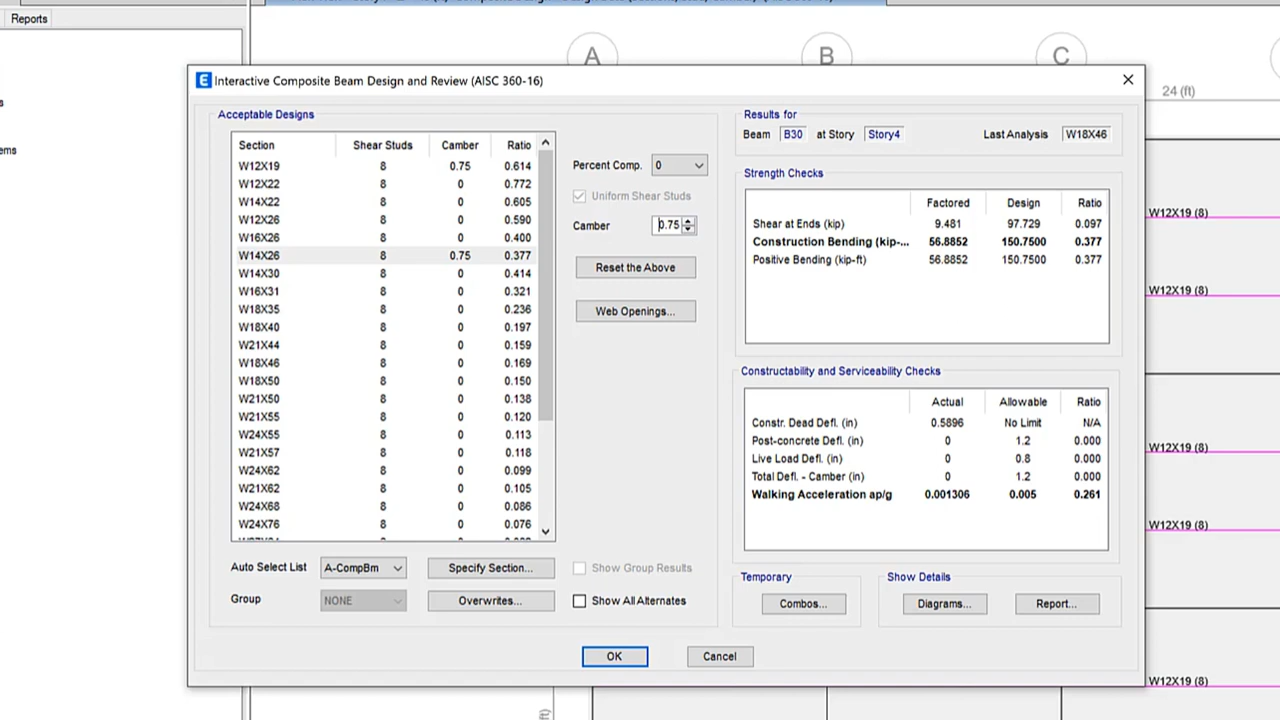 Reports
A B C
24 (ft)
Interactive Composite Beam Design and Review (AISC 360-16)
Acceptable Designs
Section Shear Studs Camber Ratio
W12X19 8 0.75 0.614
W12X22 8 0 0.772
W14X22 8 0 0.605
W12X26 8 0 0.590
W16X26 8 0 0.400
W14X26 8 0.75 0.377
W14X30 8 0 0.414
W16X31 8 0 0.321
W18X35 8 0 0.236
W18X40 8 0 0.197
W21X44 8 0 0.159
W18X46 8 0 0.169
W18X50 8 0 0.150
W21X50 8 0 0.138
W21X55 8 0 0.120
W24X55 8 0 0.113
W21X57 8 0 0.118
W24X62 8 0 0.099
W21X62 8 0 0.105
W24X68 8 0 0.086
W24X76 8 0 0.076
Auto Select List A-CompBm Specify Section...
Group NONE Overwrites...
Percent Comp. 0
Uniform Shear Studs
Camber 0.75
Reset the Above
Web Openings...
Show Group Results
Show All Alternates
Results for
Beam B30 at Story Story4 Last Analysis W18X46
Strength Checks
Factored Design Ratio
Shear at Ends (kip) 9.481 97.729 0.097
Construction Bending (kip-... 56.8852 150.7500 0.377
Positive Bending (kip-ft) 56.8852 150.7500 0.377
Constructability and Serviceability Checks
Actual Allowable Ratio
Constr. Dead Defl. (in) 0.5896 No Limit N/A
Post-concrete Defl. (in) 0 1.2 0.000
Live Load Defl. (in) 0 0.8 0.000
Total Defl. - Camber (in) 0 1.2 0.000
Walking Acceleration ap/g 0.001306 0.005 0.261
Temporary
Combos...
Show Details
Diagrams... Report...
OK Cancel
W12X19 (8)
W12X19 (8)
W12X19 (8)
W12X19 (8)
W12X19 (8)